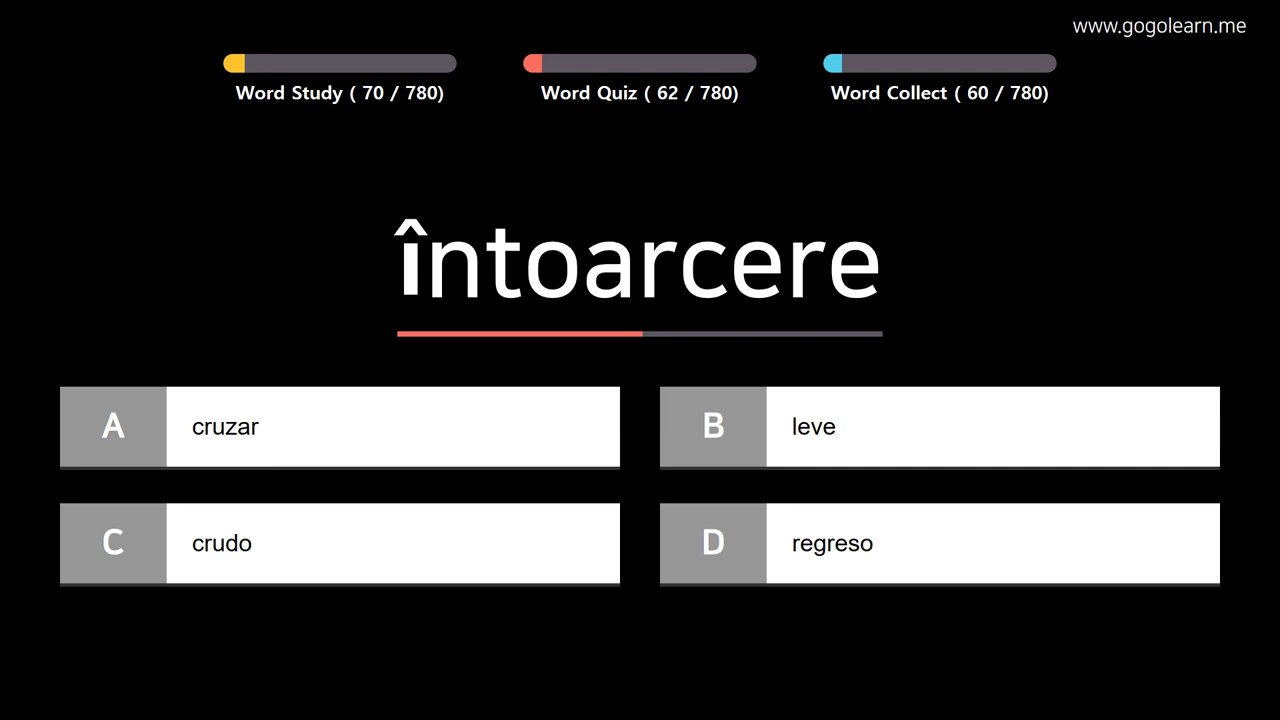 www.gogolearn.me
Word Study ( 70 / 780)
Word Quiz ( 62 / 780)
Word Collect ( 60 / 780)
întoarcere
A cruzar
B leve
C crudo
D regreso